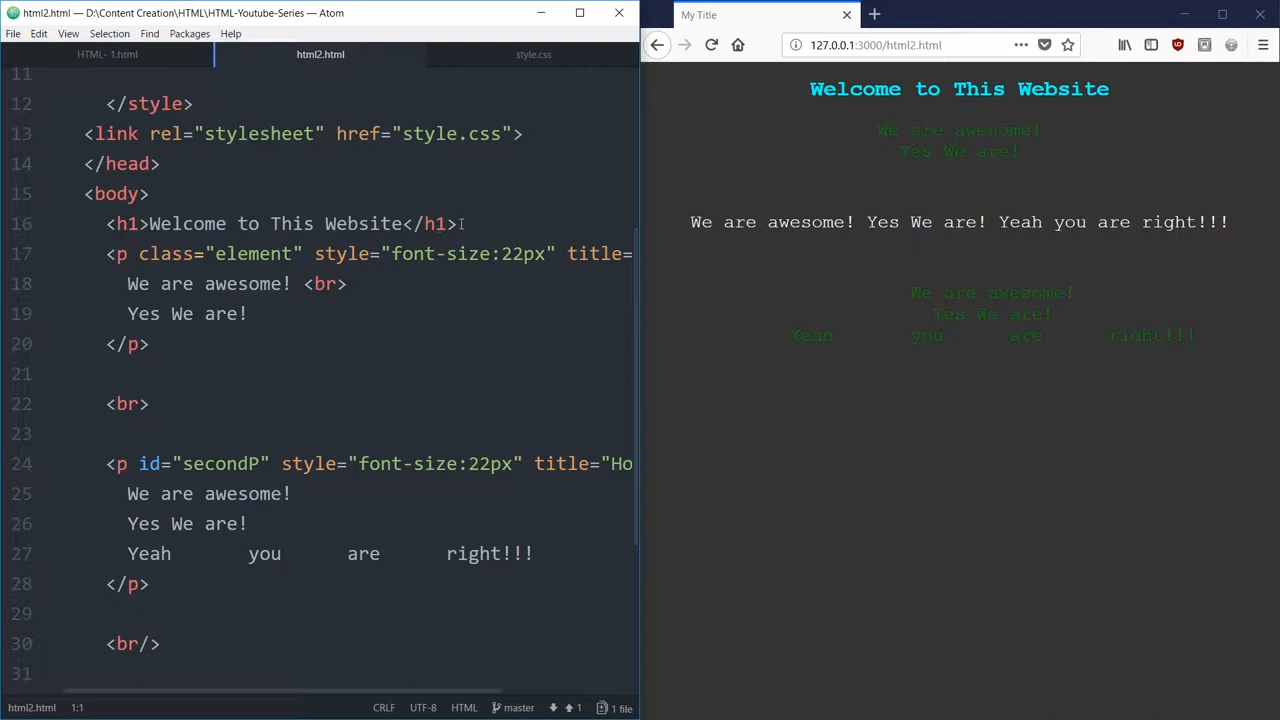 html2.html — D:\Content Creation\HTML\HTML-Youtube-Series — Atom
File Edit View Selection Find Packages Help
HTML- 1.html html2.html style.css
11
12 </style>
13 <link rel="stylesheet" href="style.css">
14 </head>
15 <body>
16 <h1>Welcome to This Website</h1>
17 <p class="element" style="font-size:22px" title=
18 We are awesome! <br>
19 Yes We are!
20 </p>
21
22 <br>
23
24 <p id="secondP" style="font-size:22px" title="Ho
25 We are awesome!
26 Yes We are!
27 Yeah you are right!!!
28 </p>
29
30 <br/>
31
html2.html 1:1 CRLF UTF-8 HTML master 1 1 file
My Title
127.0.0.1:3000/html2.html
Welcome to This Website
We are awesome!
Yes We are!
We are awesome! Yes We are! Yeah you are right!!!
We are awesome!
Yes We are!
Yeah you are right!!!